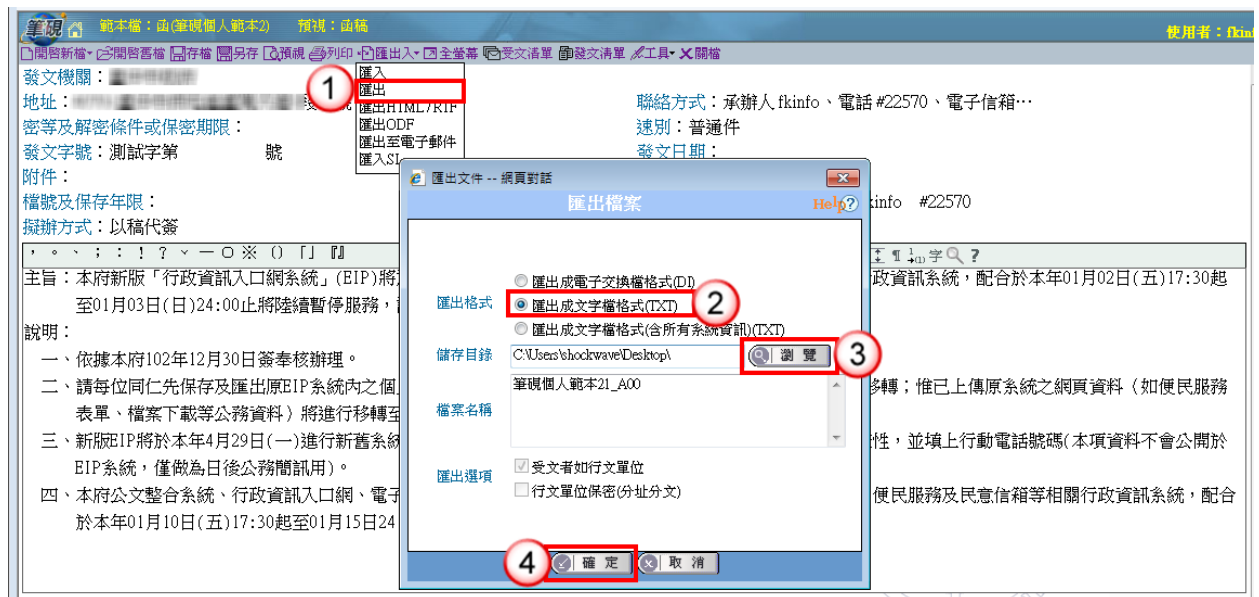 筆硯 範本檔：函(筆硯個人範本2) 預視：函稿
使用者：fkin
開啓新檔 開啓舊檔 存檔 另存 預視 列印 匯出入 全螢幕 受文清單 發文清單 工具 關檔
發文機關：
匯入
1
匯出
地址：
匯出HTML/RTF
聯絡方式：承辦人fkinfo、電話#22570、電子信箱…
密等及解密條件或保密期限：
匯出ODF
速別：普通件
匯出至電子郵件
發文字號：測試字第 號
匯入SI
發文日期：
附件：
匯出文件 -- 網頁對話
檔號及保存年限：
匯出檔案 Help?
kinfo #22570
擬辦方式：以稿代簽
，。、；：！？ˇ－○※（）「」『』
字 ?
主旨：本府新版「行政資訊入口網系統」(EIP)將
政資訊系統，配合於本年01月02日(五)17:30起
至01月03日(日)24:00止將陸續暫停服務，
匯出格式
匯出成電子交換檔格式(DI)
匯出成文字檔格式(TXT)
2
匯出成文字檔格式(含所有系統資訊)(TXT)
說明：
一、依據本府102年12月30日簽奉核辦理。
儲存目錄 C:\Users\shockwave\Desktop\ 瀏覽
3
二、請每位同仁先保存及匯出原EIP系統內之個
移轉；惟已上傳原系統之網頁資料（如便民服務
表單、檔案下載等公務資料）將進行移轉至
檔案名稱 筆硯個人範本21_A00
三、新版EIP將於本年4月29日(一)進行新舊系統
性，並填上行動電話號碼(本項資料不會公開於
EIP系統，僅做為日後公務簡訊用)。
匯出選項
受文者如行文單位
行文單位保密(分址分文)
四、本府公文整合系統、行政資訊入口網、電子
便民服務及民意信箱等相關行政資訊系統，配合
於本年01月10日(五)17:30起至01月15日24
4
確定 取消